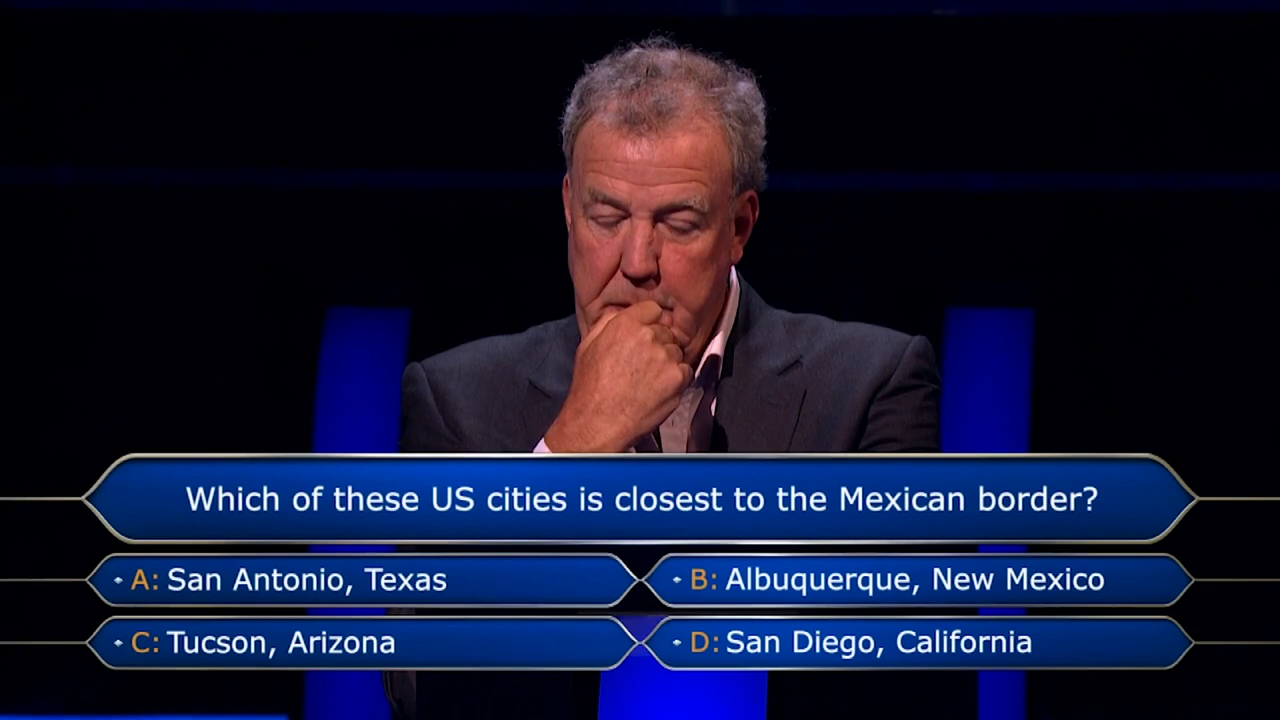 Which of these US cities is closest to the Mexican border?
A: San Antonio, Texas
B: Albuquerque, New Mexico
C: Tucson, Arizona
D: San Diego, California